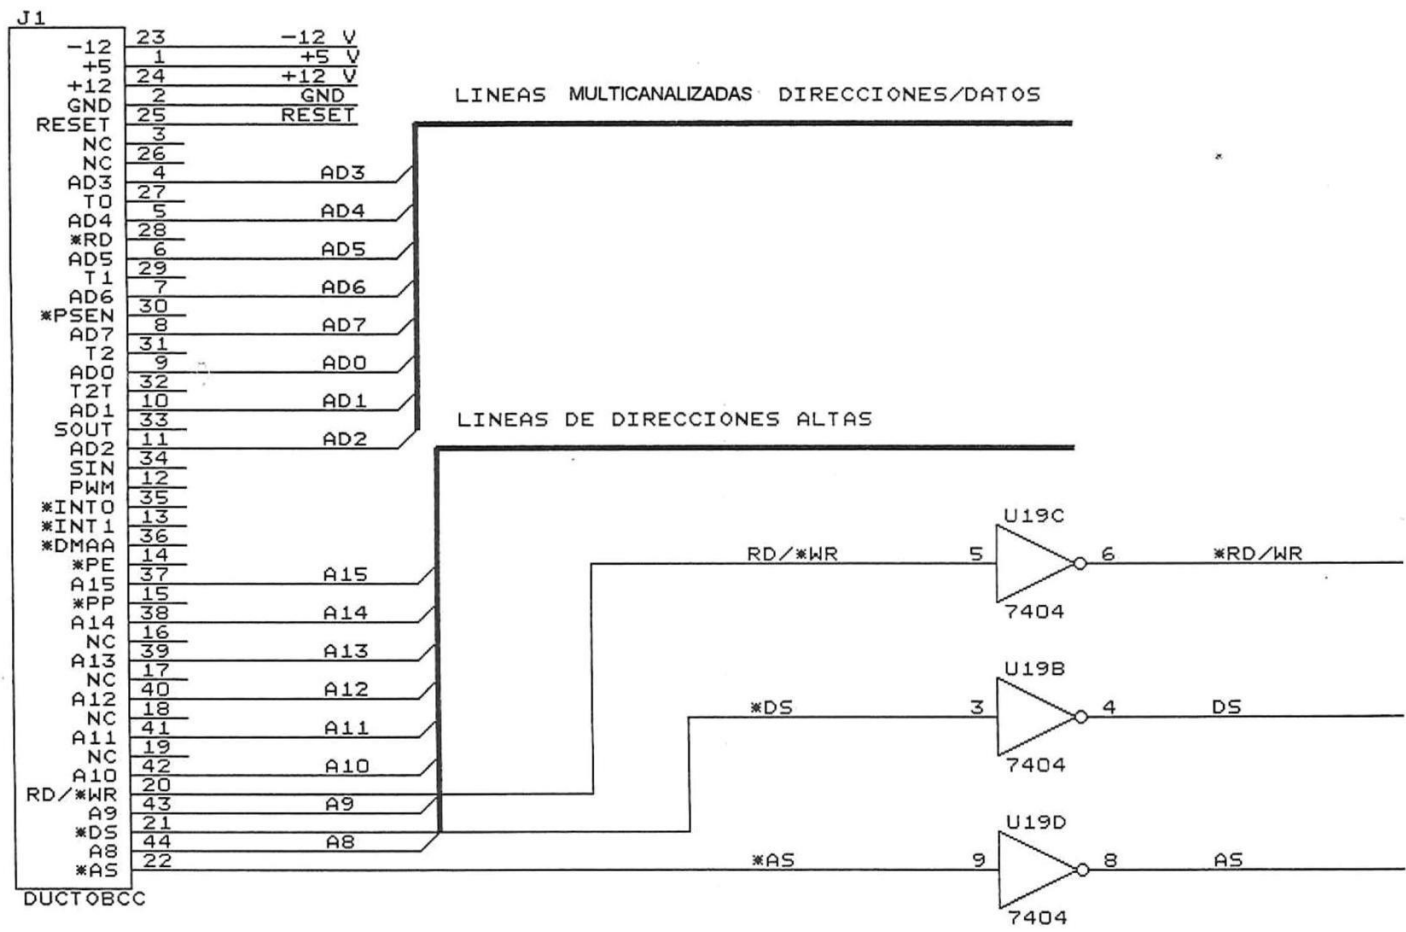 J1
-12 23 -12 V
+5 1 +5 V
+12 24 +12 V
GND 2 GND
RESET 25 RESET
NC 3
NC 26
AD3 4 AD3
T0 27
AD4 5 AD4
*RD 28
AD5 6 AD5
T1 29
AD6 7 AD6
*PSEN 30
AD7 8 AD7
T2 31
AD0 9 AD0
T2T 32
AD1 10 AD1
SOUT 33
AD2 11 AD2
SIN 34
PWM 12
*INT0 35
*INT1 13
*DMAA 36
*PE 14
A15 37 A15
*PP 15
A14 38 A14
NC 16
A13 39 A13
NC 17
A12 40 A12
NC 18
A11 41 A11
NC 19
A10 42 A10
RD/*WR 20
A9 43 A9
*DS 21
A8 44 A8
*AS 22
DUCTOBCC
LINEAS MULTICANALIZADAS DIRECCIONES/DATOS
LINEAS DE DIRECCIONES ALTAS
U19C
RD/*WR 5 6 *RD/WR
7404
U19B
*DS 3 4 DS
7404
U19D
*AS 9 8 AS
7404